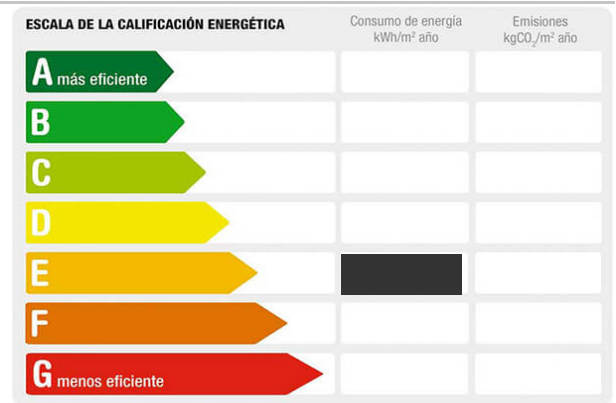 ESCALA DE LA CALIFICACIÓN ENERGÉTICA
Consumo de energía
kWh/m² año
Emisiones
kgCO₂/m² año
A más eficiente
B
C
D
E
F
G menos eficiente